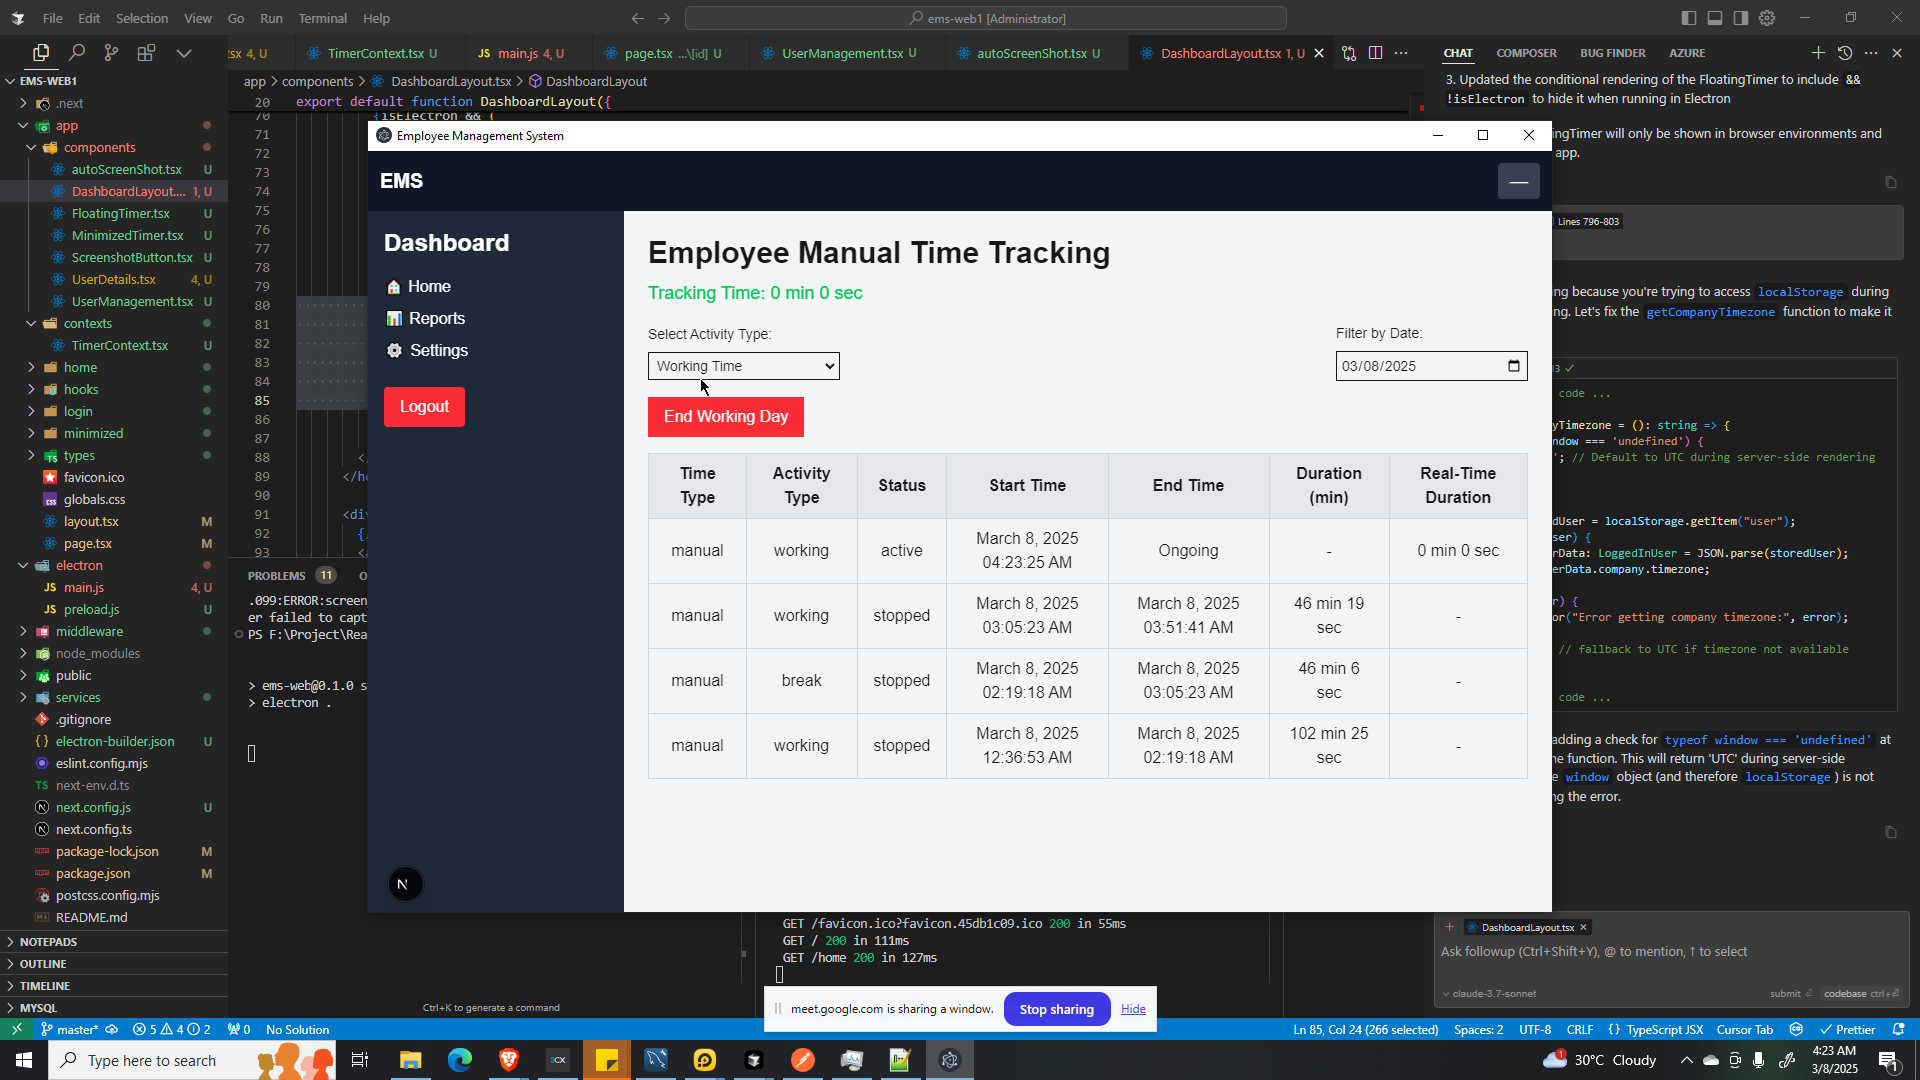 File Edit Selection View Go Run Terminal Help
ems-web1 [Administrator]
EMS-WEB1
.next
app
components
autoScreenShot.tsx U
DashboardLayout.... 1, U
FloatingTimer.tsx U
MinimizedTimer.tsx U
ScreenshotButton.tsx U
UserDetails.tsx 4, U
UserManagement.tsx U
contexts
TimerContext.tsx U
home
hooks
login
minimized
types
favicon.ico
globals.css
layout.tsx M
page.tsx M
electron
JS main.js 4, U
JS preload.js U
middleware
node_modules
public
services
.gitignore
electron-builder.json U
eslint.config.mjs
TS next-env.d.ts
next.config.js U
next.config.ts
package-lock.json M
package.json M
postcss.config.mjs
README.md
NOTEPADS
OUTLINE
TIMELINE
MYSQL
tsx 4, U
TimerContext.tsx U
JS main.js 4, U
page.tsx ...\[id] U
UserManagement.tsx U
autoScreenShot.tsx U
DashboardLayout.tsx 1, U
app > components > DashboardLayout.tsx > DashboardLayout
20 export default function DashboardLayout({
70 {isElectron && (
71
72
73
74
75
76
77
78
79
80
81
82
83
84
85
86
87
88 </
89 </h
90
91 <di
92 {
93 <
PROBLEMS 11
.099:ERROR:screen
er failed to capt
PS F:\Project\Rea
> ems-web@0.1.0 s
> electron .
Ctrl+K to generate a command
Employee Management System
EMS
Dashboard
Home
Reports
Settings
Logout
N
Employee Manual Time Tracking
Tracking Time: 0 min 0 sec
Select Activity Type:
Working Time
Filter by Date:
03/08/2025
End Working Day
Time Type Activity Type Status Start Time End Time Duration (min) Real-Time Duration
manual working active March 8, 2025 04:23:25 AM Ongoing - 0 min 0 sec
manual working stopped March 8, 2025 03:05:23 AM March 8, 2025 03:51:41 AM 46 min 19 sec -
manual break stopped March 8, 2025 02:19:18 AM March 8, 2025 03:05:23 AM 46 min 6 sec -
manual working stopped March 8, 2025 12:36:53 AM March 8, 2025 02:19:18 AM 102 min 25 sec -
GET /favicon.ico?favicon.45db1c09.ico 200 in 55ms
GET / 200 in 111ms
GET /home 200 in 127ms
meet.google.com is sharing a window. Stop sharing Hide
CHAT COMPOSER BUG FINDER AZURE
3. Updated the conditional rendering of the FloatingTimer to include &&
!isElectron to hide it when running in Electron
ngTimer will only be shown in browser environments and
app.
Lines 796-803
ng because you're trying to access localStorage during
ng. Let's fix the getCompanyTimezone function to make it
code ...
yTimezone = (): string => {
ndow === 'undefined') {
'; // Default to UTC during server-side rendering
dUser = localStorage.getItem("user");
ser) {
rData: LoggedInUser = JSON.parse(storedUser);
erData.company.timezone;
r) {
or("Error getting company timezone:", error);
// fallback to UTC if timezone not available
code ...
adding a check for typeof window === 'undefined' at
he function. This will return 'UTC' during server-side
e window object (and therefore localStorage) is not
ng the error.
DashboardLayout.tsx
Ask followup (Ctrl+Shift+Y), @ to mention, ↑ to select
claude-3.7-sonnet submit codebase ctrl+⏎
master* 5 4 2 0 No Solution
Ln 85, Col 24 (266 selected) Spaces: 2 UTF-8 CRLF {} TypeScript JSX Cursor Tab Prettier
Type here to search
30°C Cloudy
4:23 AM
3/8/2025